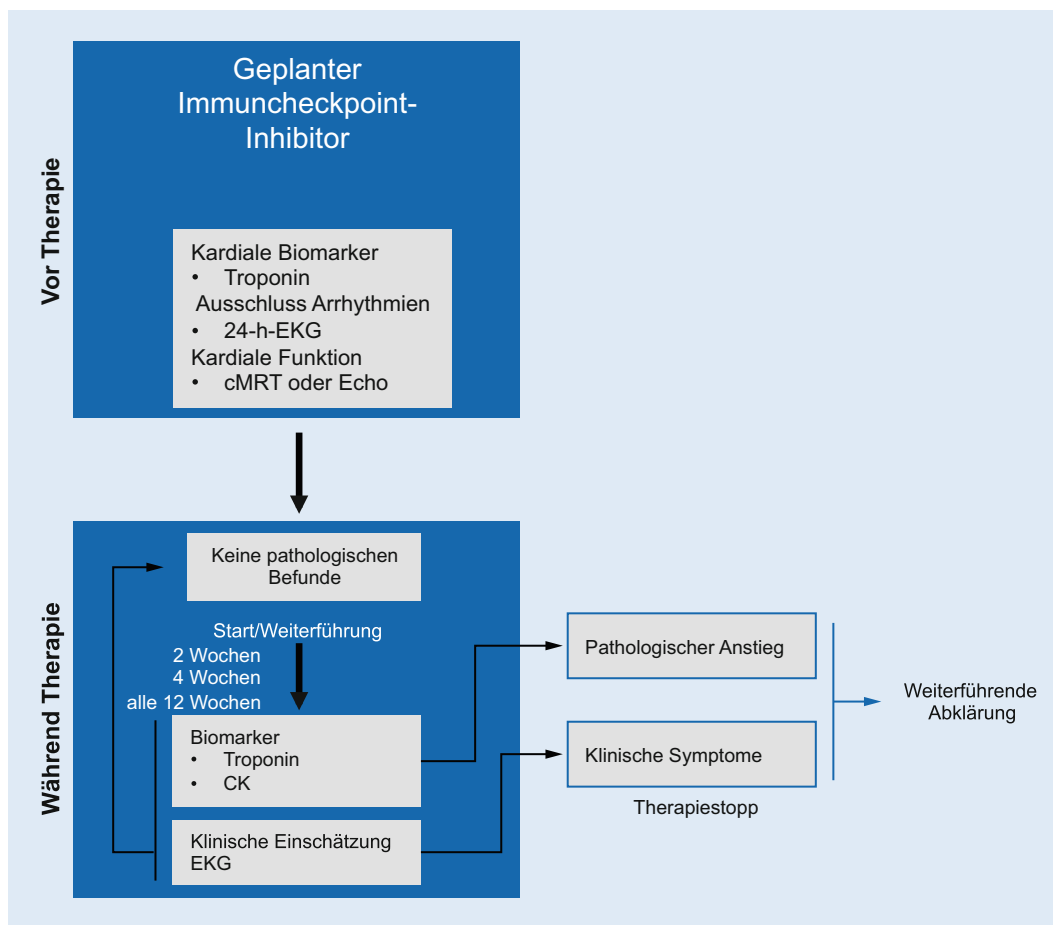 Vor Therapie
Geplanter
Immuncheckpoint-
Inhibitor
Kardiale Biomarker
• Troponin
Ausschluss Arrhythmien
• 24-h-EKG
Kardiale Funktion
• cMRT oder Echo
Während Therapie
Keine pathologischen
Befunde
Start/Weiterführung
2 Wochen
4 Wochen
alle 12 Wochen
Biomarker
• Troponin
• CK
Klinische Einschätzung
EKG
Pathologischer Anstieg
Klinische Symptome
Therapiestopp
Weiterführende
Abklärung